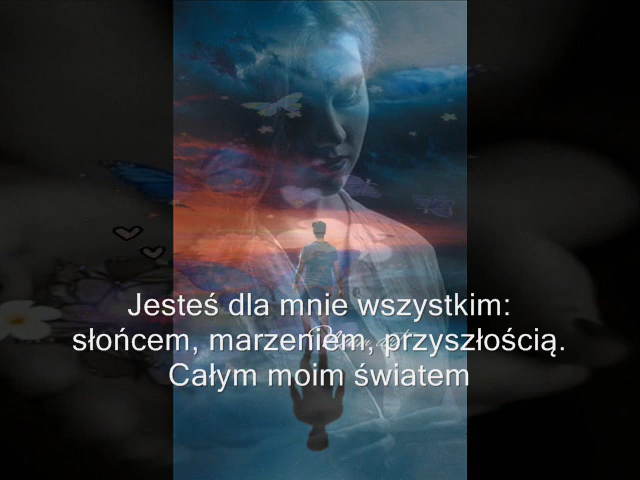 Jesteś dla mnie wszystkim:
słońcem, marzeniem, przyszłością.
Całym moim światem